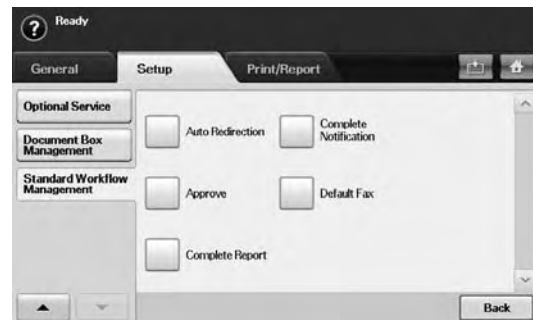 ? Ready
General Setup Print/Report
Optional Service
Document Box
Management
Standard Workflow
Management
Auto Redirection
Complete
Notification
Approve
Default Fax
Complete Report
Back